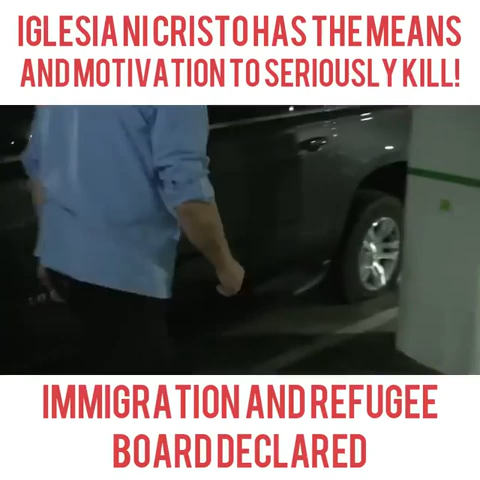 IGLESIA NI CRISTO HAS THE MEANS
AND MOTIVATION TO SERIOUSLY KILL!
IMMIGRATION AND REFUGEE
BOARD DECLARED